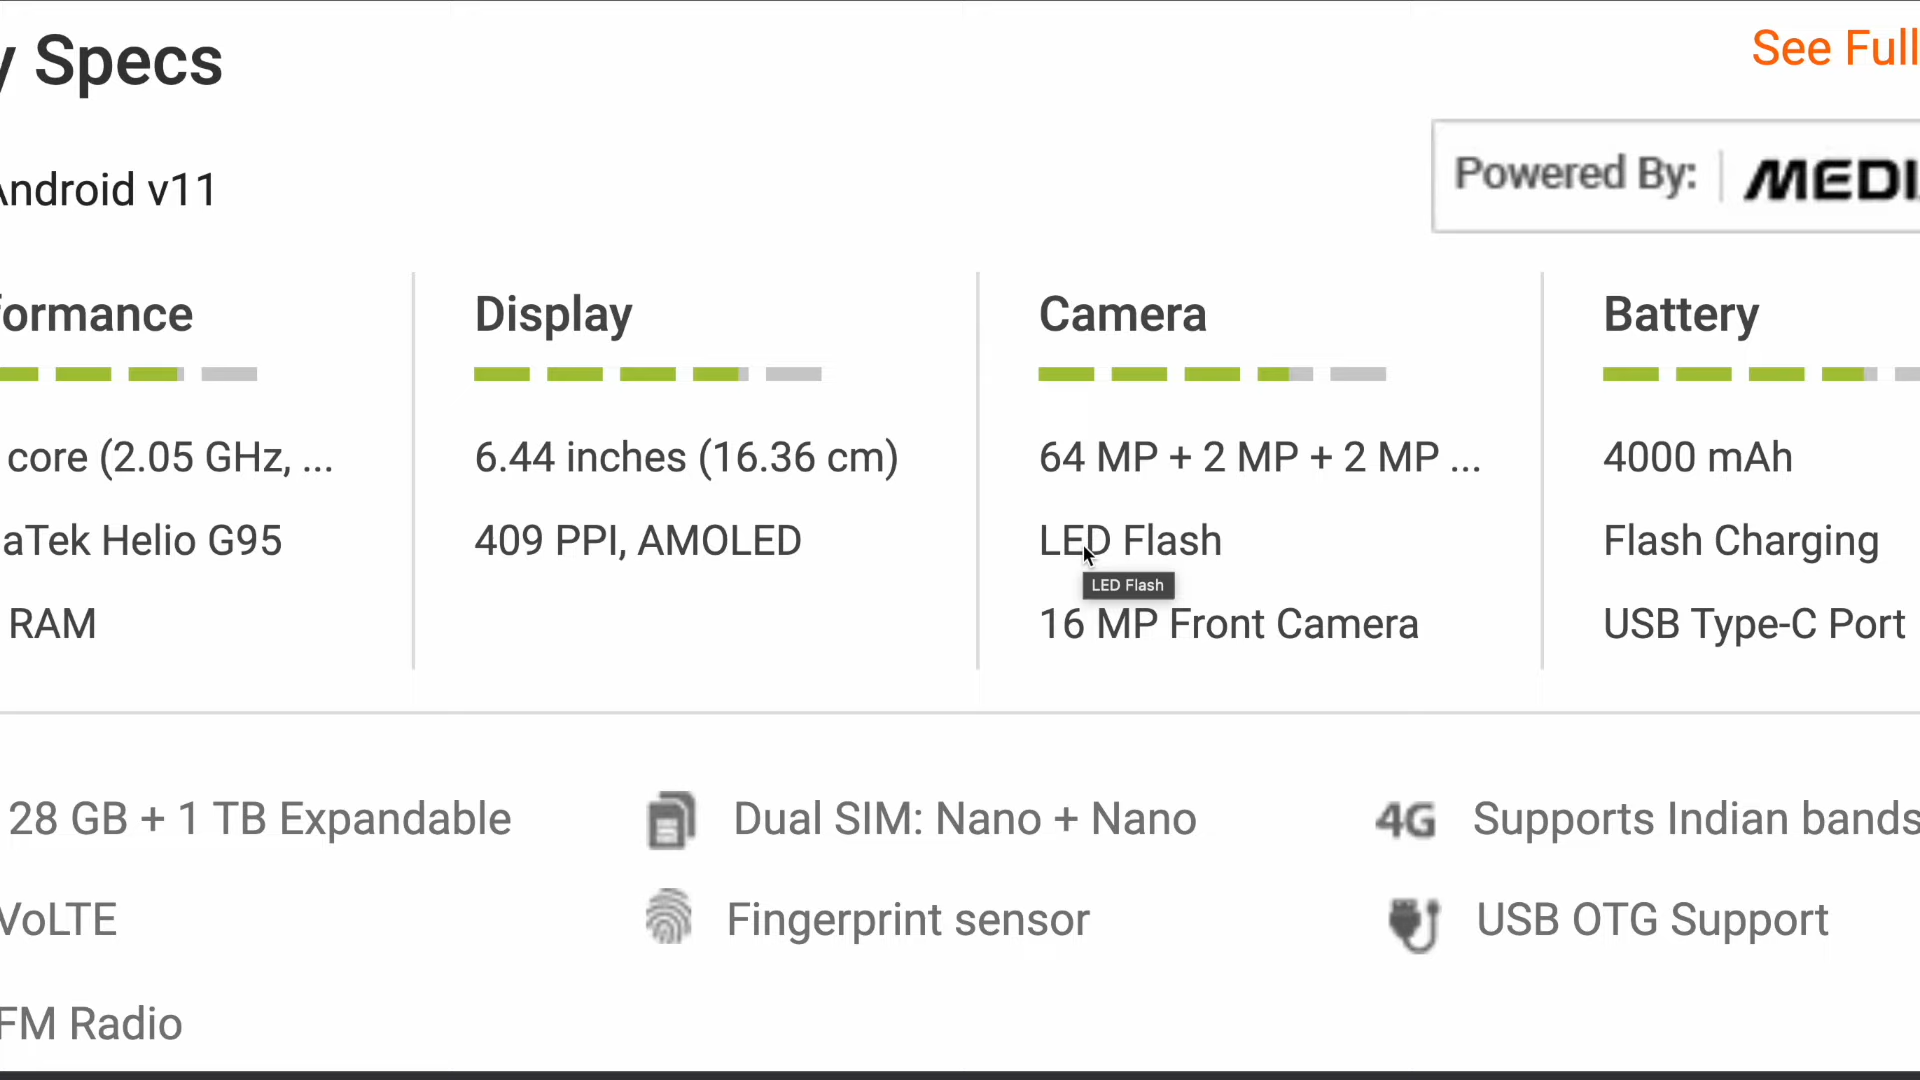 y Specs
See Full
Android v11
Powered By: MEDI
formance
Display
Camera
Battery
core (2.05 GHz, ...
6.44 inches (16.36 cm)
64 MP + 2 MP + 2 MP ...
4000 mAh
aTek Helio G95
409 PPI, AMOLED
LED Flash
Flash Charging
LED Flash
RAM
16 MP Front Camera
USB Type-C Port
28 GB + 1 TB Expandable
Dual SIM: Nano + Nano
4G Supports Indian bands
VoLTE
Fingerprint sensor
USB OTG Support
FM Radio